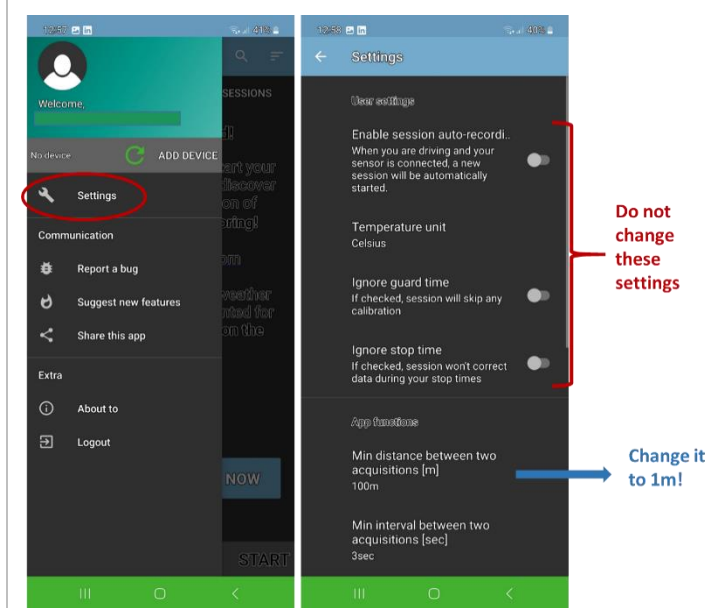 12:57
41%
SESSIONS
Welcome,
No device
ADD DEVICE
Settings
Communication
Report a bug
Suggest new features
Share this app
Extra
About to
Logout
NOW
START
12:58
40%
Settings
User settings
Enable session auto-recordi..
When you are driving and your
sensor is connected, a new
session will be automatically
started.
Temperature unit
Celsius
Ignore guard time
If checked, session will skip any
calibration
Ignore stop time
If checked, session won't correct
data during your stop times
App functions
Min distance between two
acquisitions [m]
100m
Min interval between two
acquisitions [sec]
3sec
Do not
change
these
settings
Change it
to 1m!